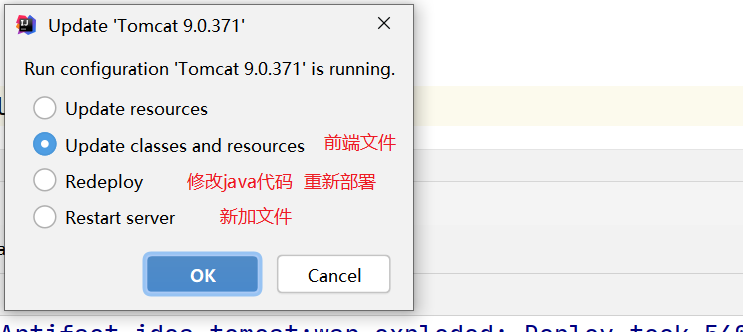 Update 'Tomcat 9.0.371'
Run configuration 'Tomcat 9.0.371' is running.
Update resources
Update classes and resources 前端文件
Redeploy 修改java代码 重新部署
Restart server 新加文件
OK Cancel